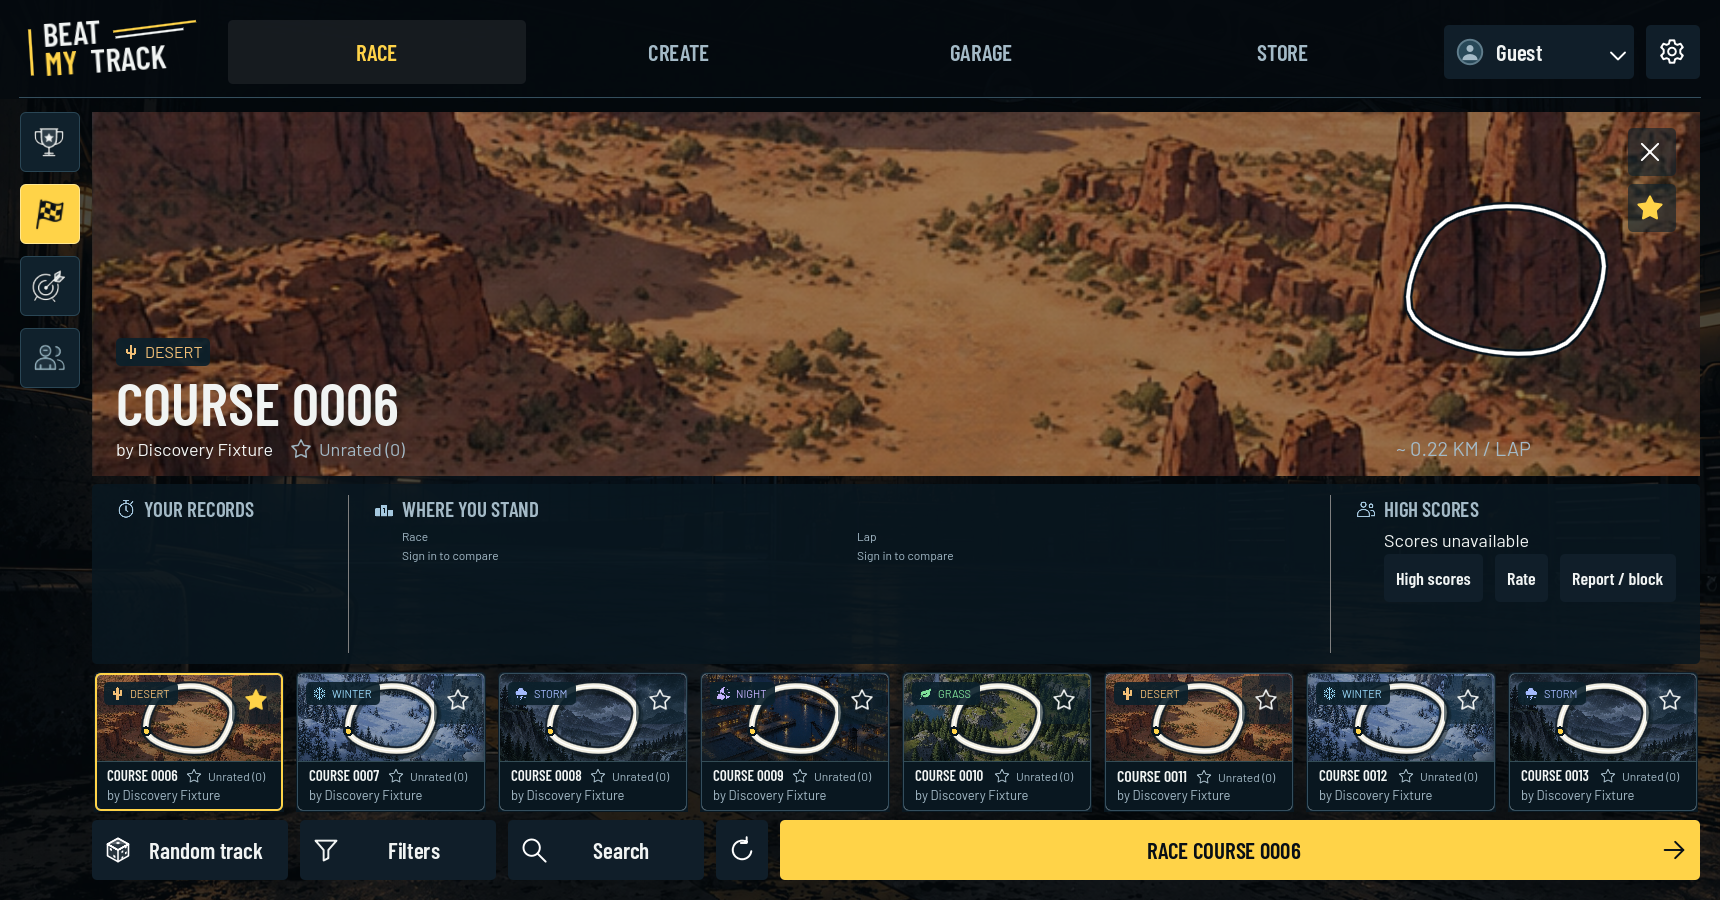 BEAT
MY TRACK
RACE
CREATE
GARAGE
STORE
Guest
DESERT
COURSE 0006
by Discovery Fixture
Unrated (0)
~ 0.22 KM / LAP
YOUR RECORDS
WHERE YOU STAND
Race
Sign in to compare
Lap
Sign in to compare
HIGH SCORES
Scores unavailable
High scores
Rate
Report / block
DESERT
COURSE 0006
Unrated (0)
by Discovery Fixture
WINTER
COURSE 0007
Unrated (0)
by Discovery Fixture
STORM
COURSE 0008
Unrated (0)
by Discovery Fixture
NIGHT
COURSE 0009
Unrated (0)
by Discovery Fixture
GRASS
COURSE 0010
Unrated (0)
by Discovery Fixture
DESERT
COURSE 0011
Unrated (0)
by Discovery Fixture
WINTER
COURSE 0012
Unrated (0)
by Discovery Fixture
STORM
COURSE 0013
Unrated (0)
by Discovery Fixture
Random track
Filters
Search
RACE COURSE 0006